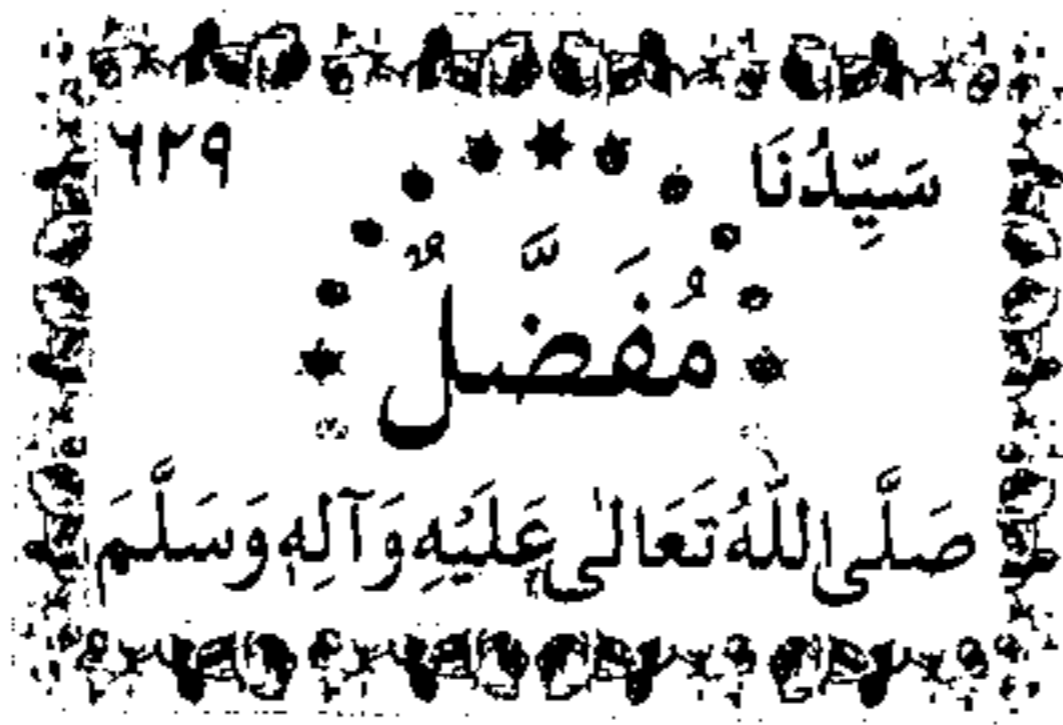 سَيِّدُنَا ٦٢٩
مُفَضَّلٌ
صَلَّى اللّٰهُ تَعَالٰى عَلَيْهِ وَآلِهٖ وَسَلَّمَ